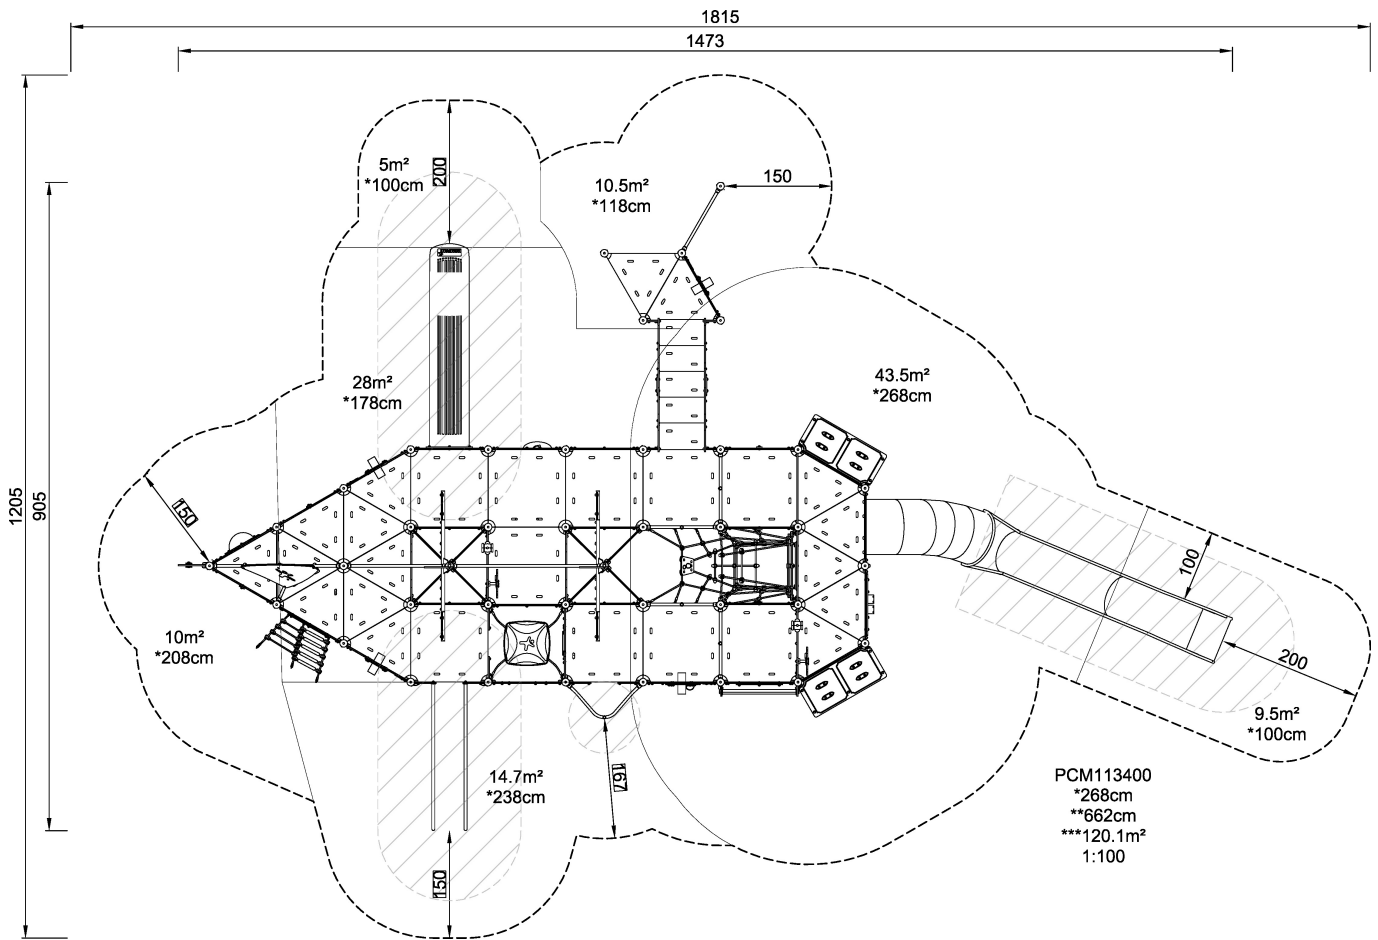 1815
1473
5m²
*100cm
200
10.5m²
*118cm
150
28m²
*178cm
43.5m²
*268cm
1205
905
150
100
10m²
*208cm
200
9.5m²
*100cm
14.7m²
*238cm
167
150
PCM113400
*268cm
**662cm
***120.1m²
1:100